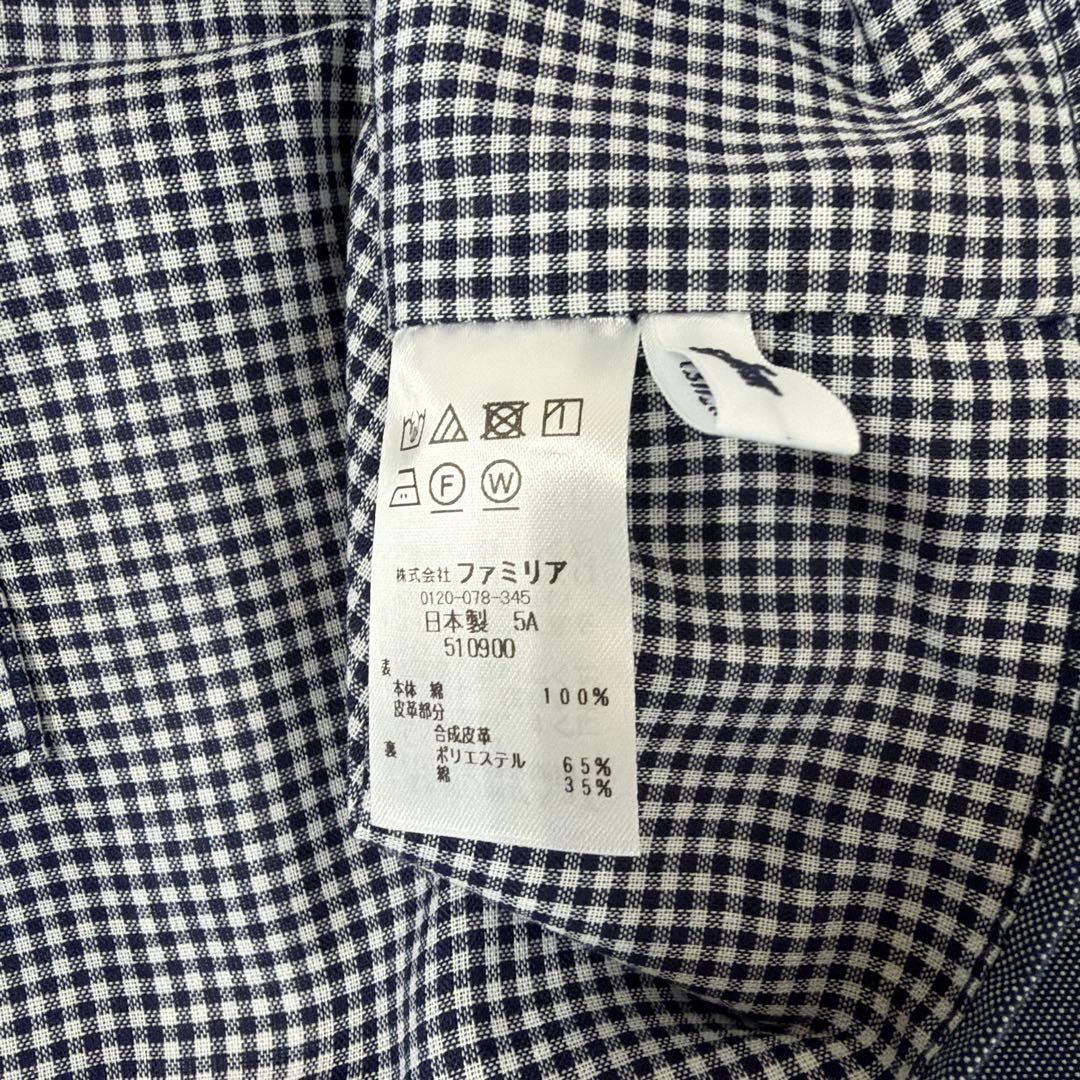 F W
株式会社 ファミリア
0120-078-345
日本製 5A
510900
表
本体 綿 100%
皮革部分
合成皮革
裏 ポリエステル 65%
綿 35%